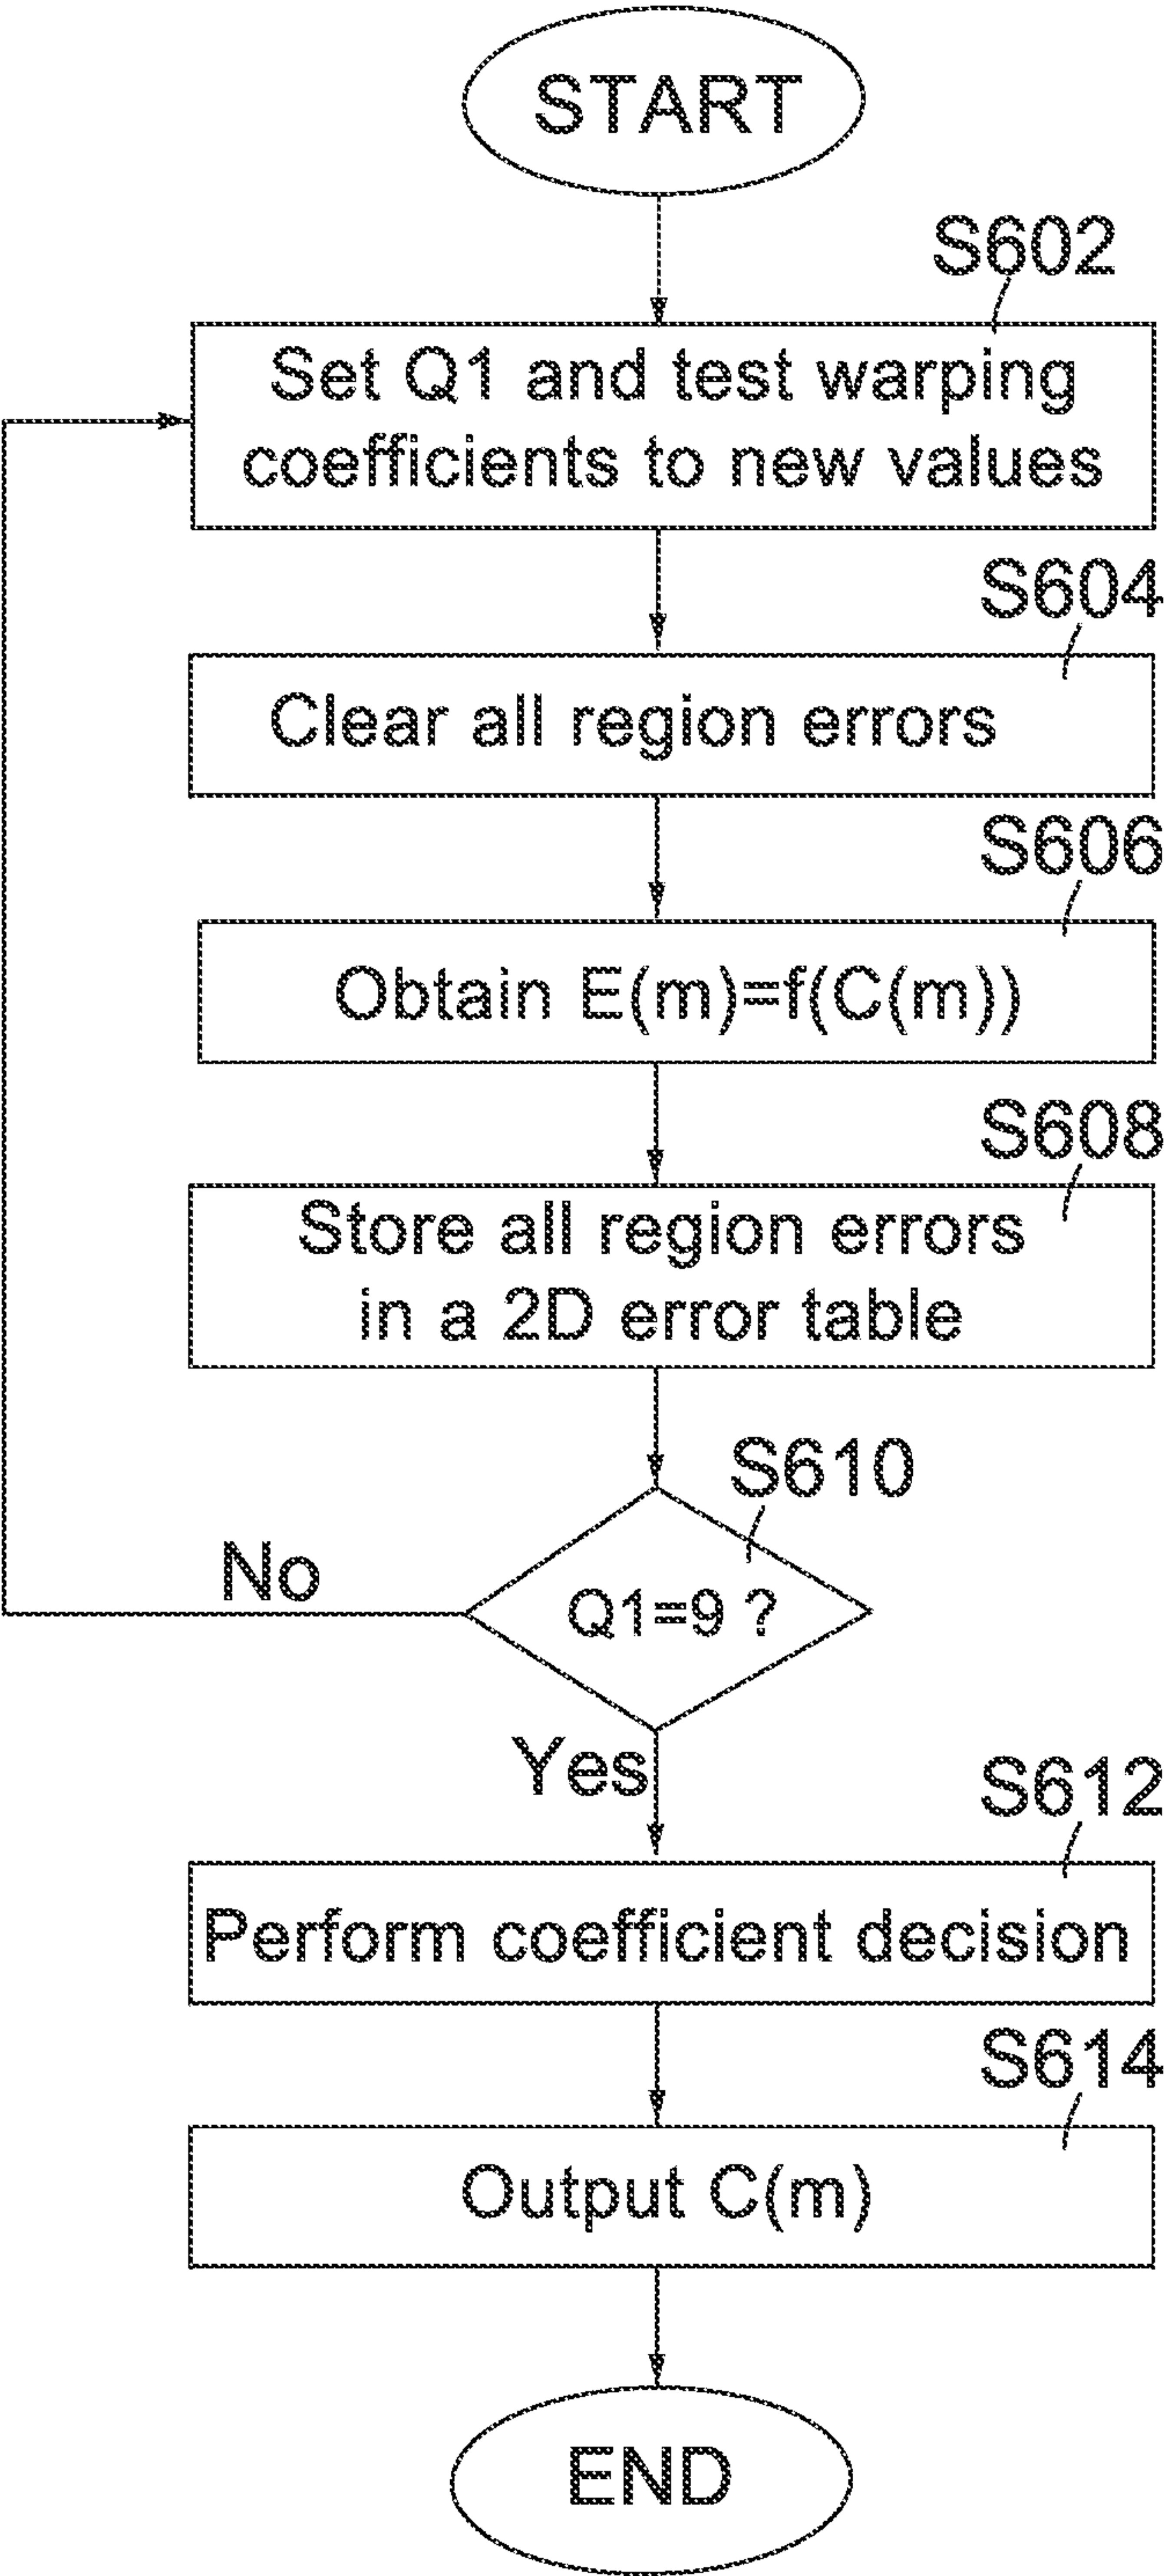 START
S602
Set Q1 and test warping
coefficients to new values
S604
Clear all region errors
S606
Obtain E(m)=f(C(m))
S608
Store all region errors
in a 2D error table
S610
No
Q1=9 ?
Yes
S612
Perform coefficient decision
S614
Output C(m)
END